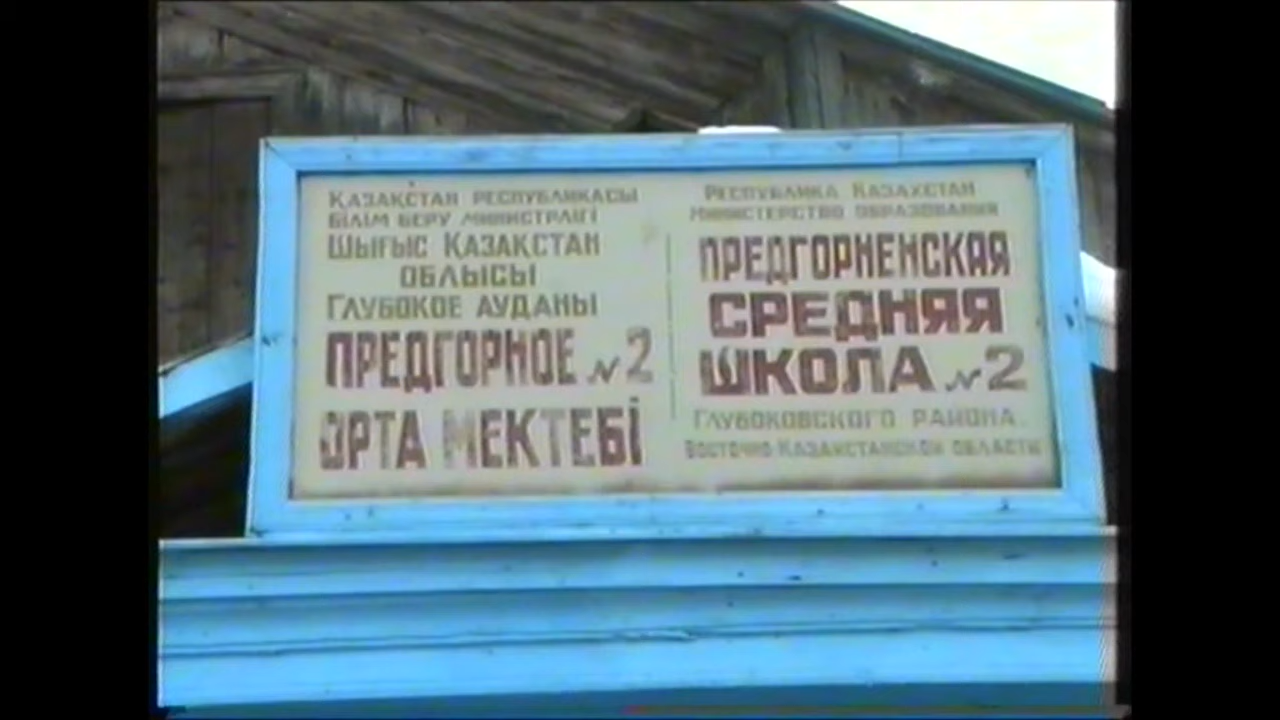 ҚАЗАҚСТАН РЕСПУБЛИКАСЫ
БІЛІМ БЕРУ МИНИСТРЛІГІ
ШЫҒЫС ҚАЗАҚСТАН
ОБЛЫСЫ
ГЛУБОКОЕ АУДАНЫ
ПРЕДГОРНОЕ №2
ОРТА МЕКТЕБІ
РЕСПУБЛИКА КАЗАХСТАН
МИНИСТЕРСТВО ОБРАЗОВАНИЯ
ПРЕДГОРНЕНСКАЯ
СРЕДНЯЯ
ШКОЛА №2
ГЛУБОКОВСКОГО РАЙОНА.
ВОСТОЧНО-КАЗАХСТАНСКОЙ ОБЛАСТИ